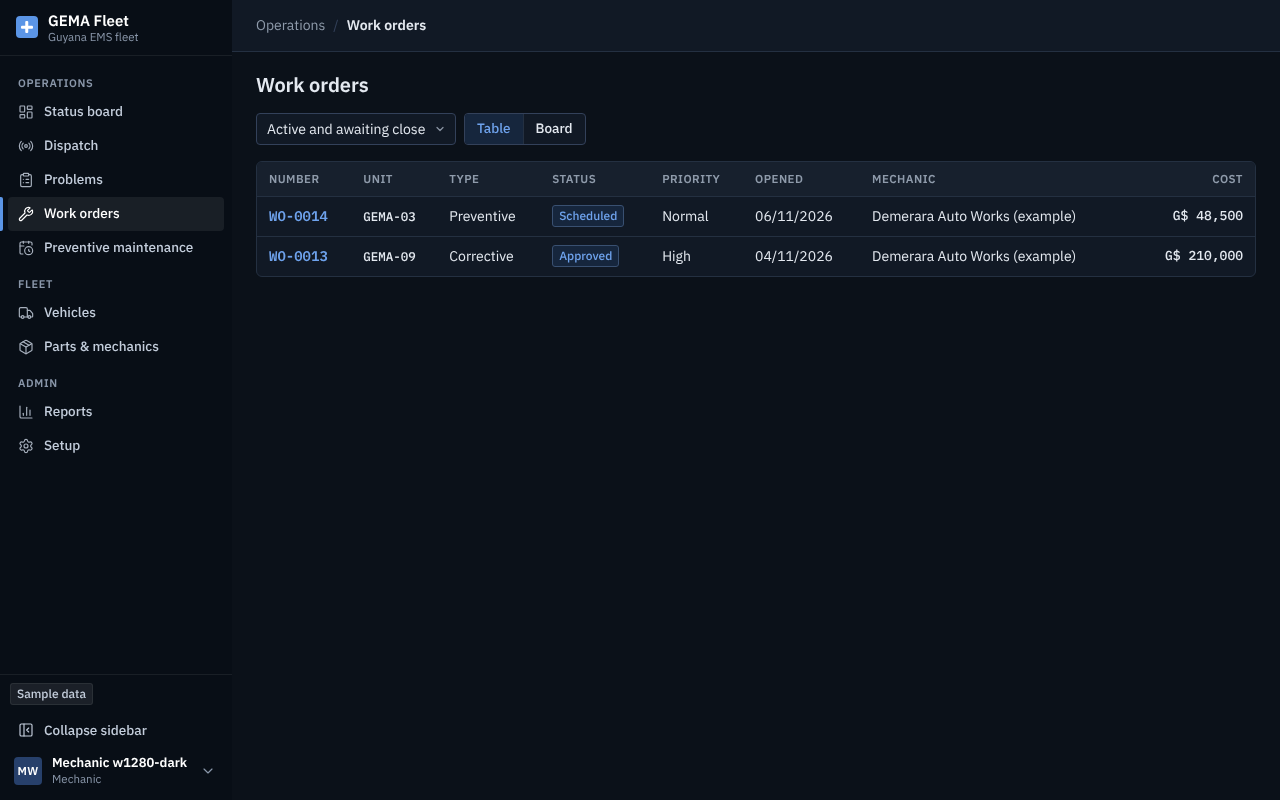 GEMA Fleet
Guyana EMS fleet
OPERATIONS
Status board
Dispatch
Problems
Work orders
Preventive maintenance
FLEET
Vehicles
Parts & mechanics
ADMIN
Reports
Setup
Sample data
Collapse sidebar
MW
Mechanic w1280-dark
Mechanic
Operations / Work orders
Work orders
Active and awaiting close Table Board
NUMBER UNIT TYPE STATUS PRIORITY OPENED MECHANIC COST
WO-0014 GEMA-03 Preventive Scheduled Normal 06/11/2026 Demerara Auto Works (example) G$ 48,500
WO-0013 GEMA-09 Corrective Approved High 04/11/2026 Demerara Auto Works (example) G$ 210,000